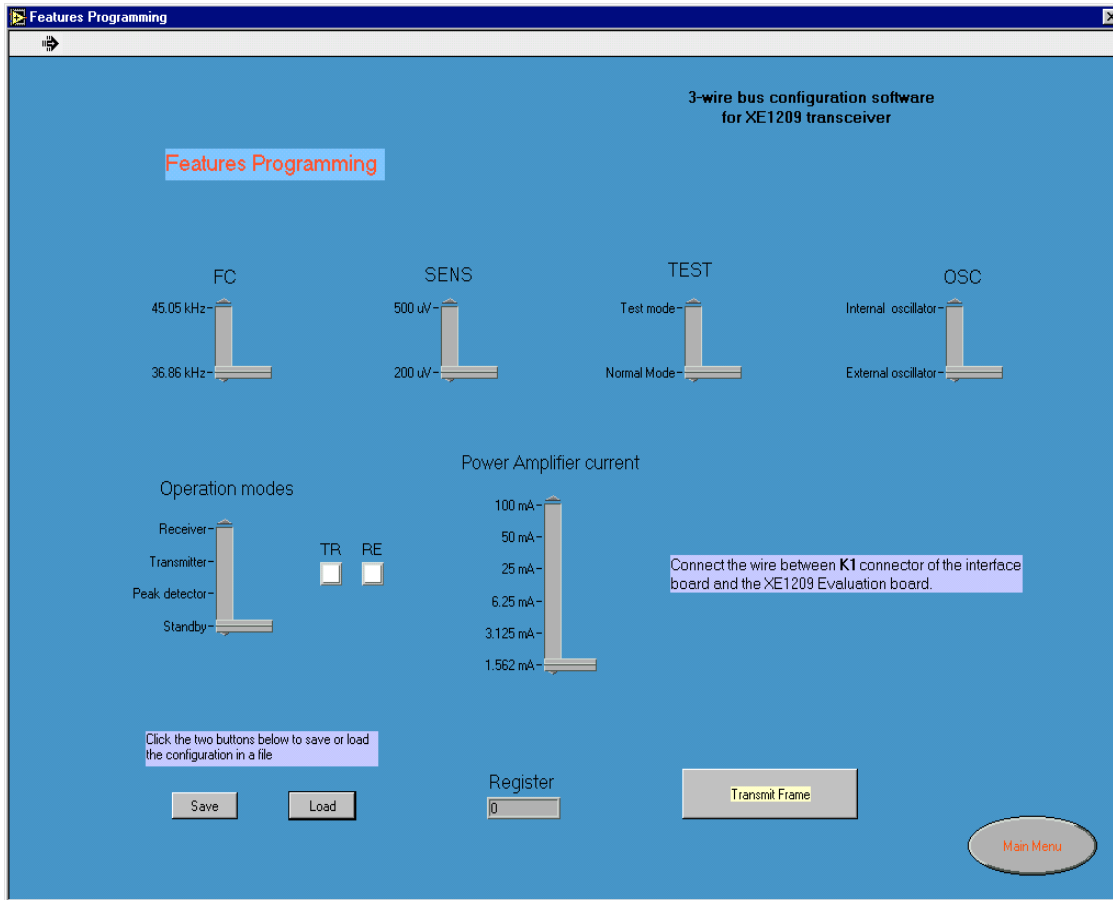 Features Programming
3-wire bus configuration software
for XE1209 transceiver
Features Programming
FC
45.05 kHz
36.86 kHz
SENS
500 uV
200 uV
TEST
Test mode
Normal Mode
OSC
Internal oscillator
External oscillator
Operation modes
Receiver
Transmitter
Peak detector
Standby
TR RE
Power Amplifier current
100 mA
50 mA
25 mA
6.25 mA
3.125 mA
1.562 mA
Connect the wire between K1 connector of the interface
board and the XE1209 Evaluation board.
Click the two buttons below to save or load
the configuration in a file
Save
Load
Register
0
Transmit Frame
Main Menu